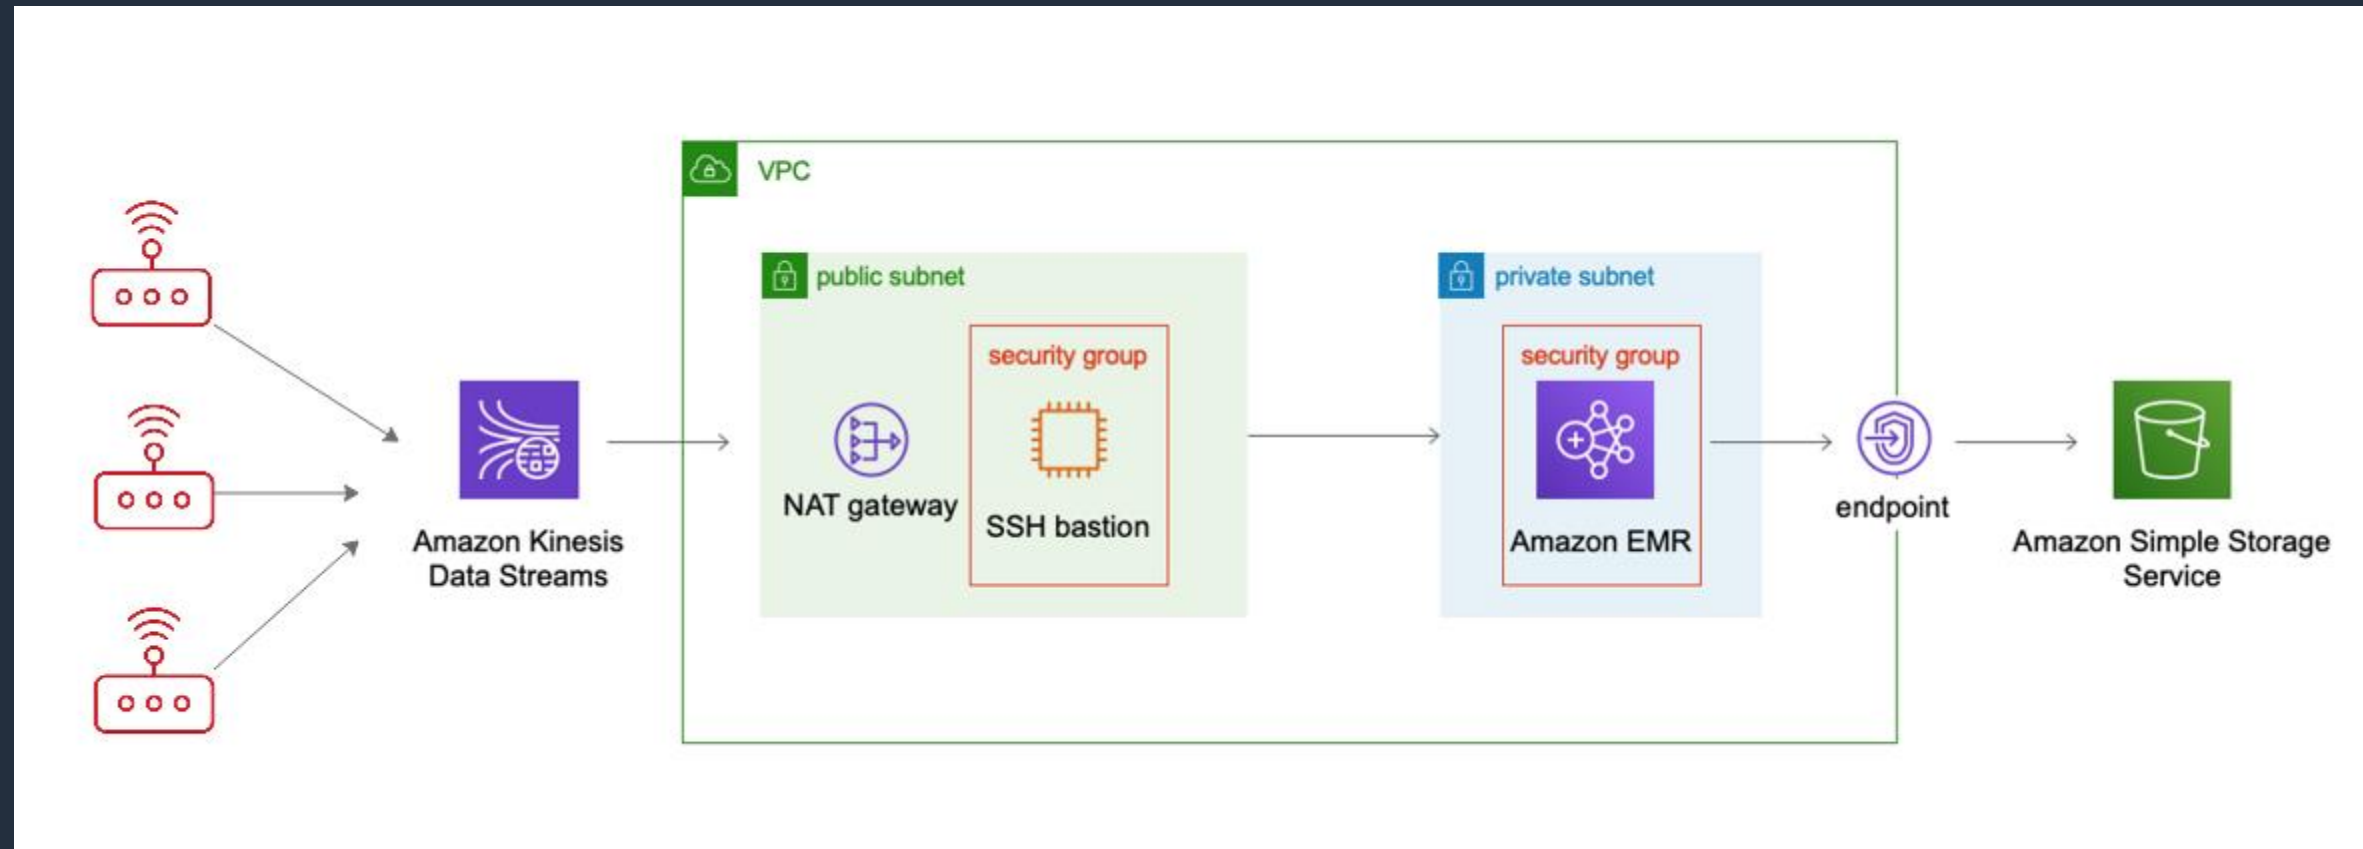 VPC
public subnet
private subnet
security group
security group
NAT gateway
SSH bastion
Amazon EMR
endpoint
Amazon Kinesis
Data Streams
Amazon Simple Storage
Service